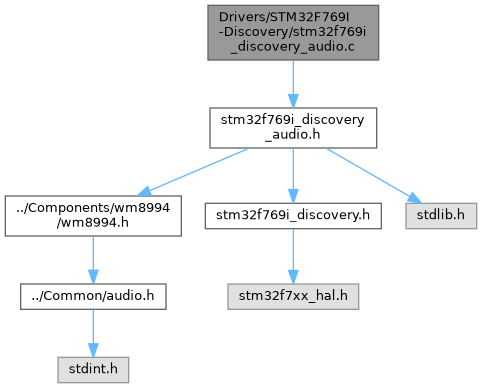 Drivers/STM32F769I
-Discovery/stm32f769i
_discovery_audio.c
stm32f769i_discovery
_audio.h
../Components/wm8994
/wm8994.h
stm32f769i_discovery.h
stdlib.h
../Common/audio.h
stm32f7xx_hal.h
stdint.h